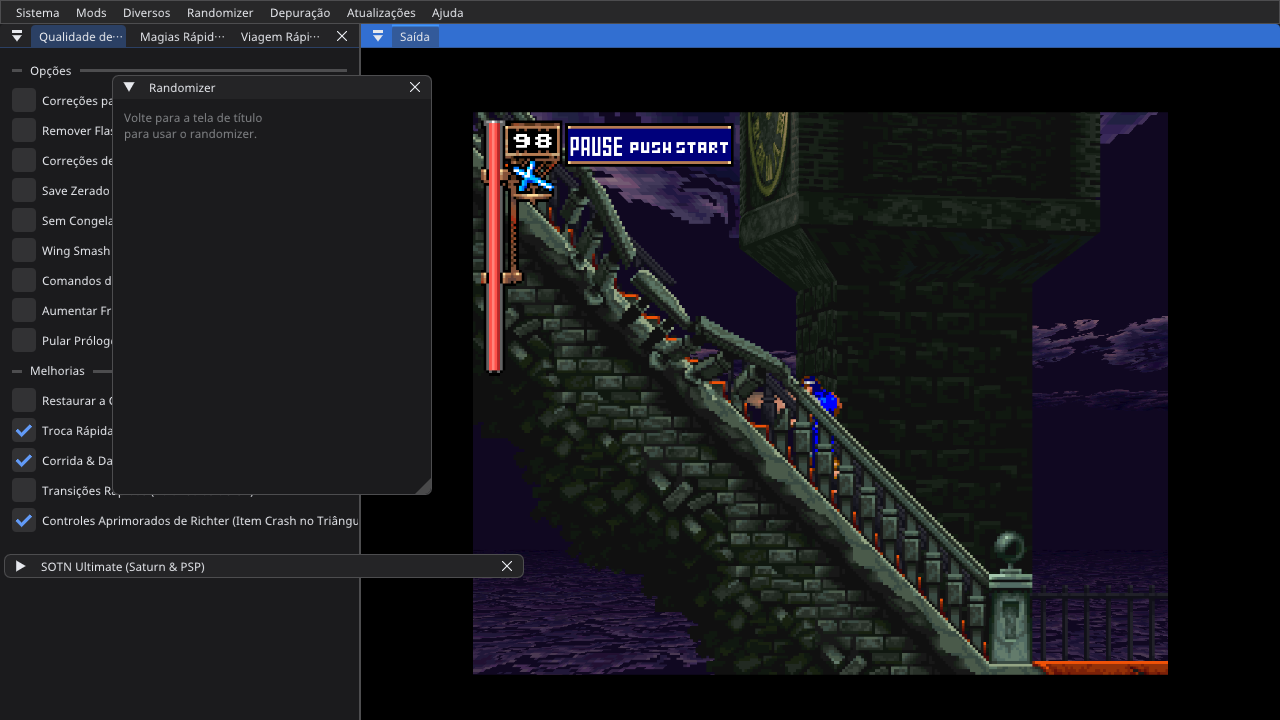 Sistema Mods Diversos Randomizer Depuração Atualizações Ajuda
Qualidade de··· Magias Rápid··· Viagem Rápi··· Saída
Opções
Randomizer
Volte para a tela de título
para usar o randomizer.
Correções pa
Remover Flas
Correções de
Save Zerado
Sem Congela
Wing Smash
Comandos d
Aumentar Fr
Pular Prólogo
Melhorias
Restaurar a
Troca Rápida
Corrida & Da
Transições
Controles Aprimorados de Richter (Item Crash no Triângu
SOTN Ultimate (Saturn & PSP)
98
PAUSE PUSH START